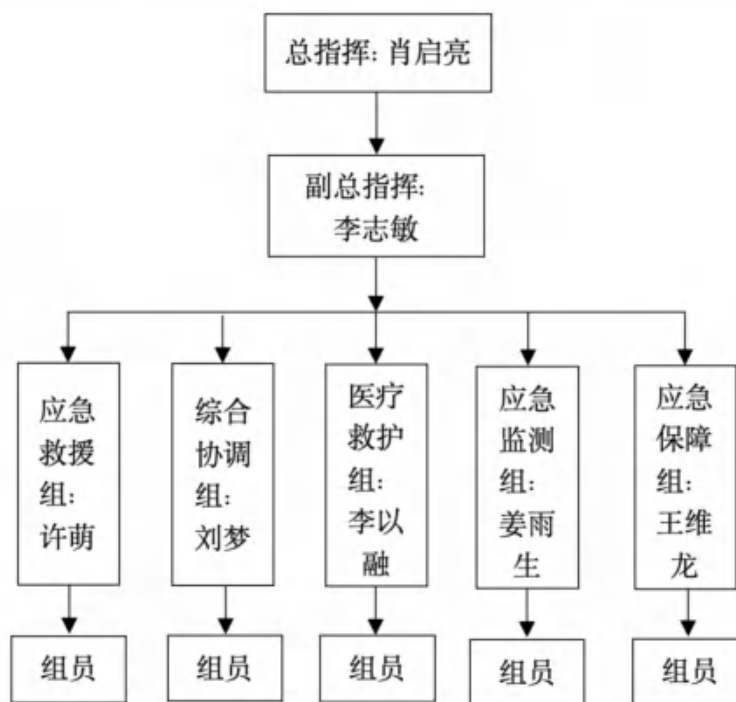 总指挥: 肖启亮
副总指挥:
李志敏
应急
救援
组:
许萌
综合
协调
组:
刘梦
医疗
救护
组:
李以
融
应急
监测
组:
姜雨
生
应急
保障
组:
王维
龙
组员
组员
组员
组员
组员